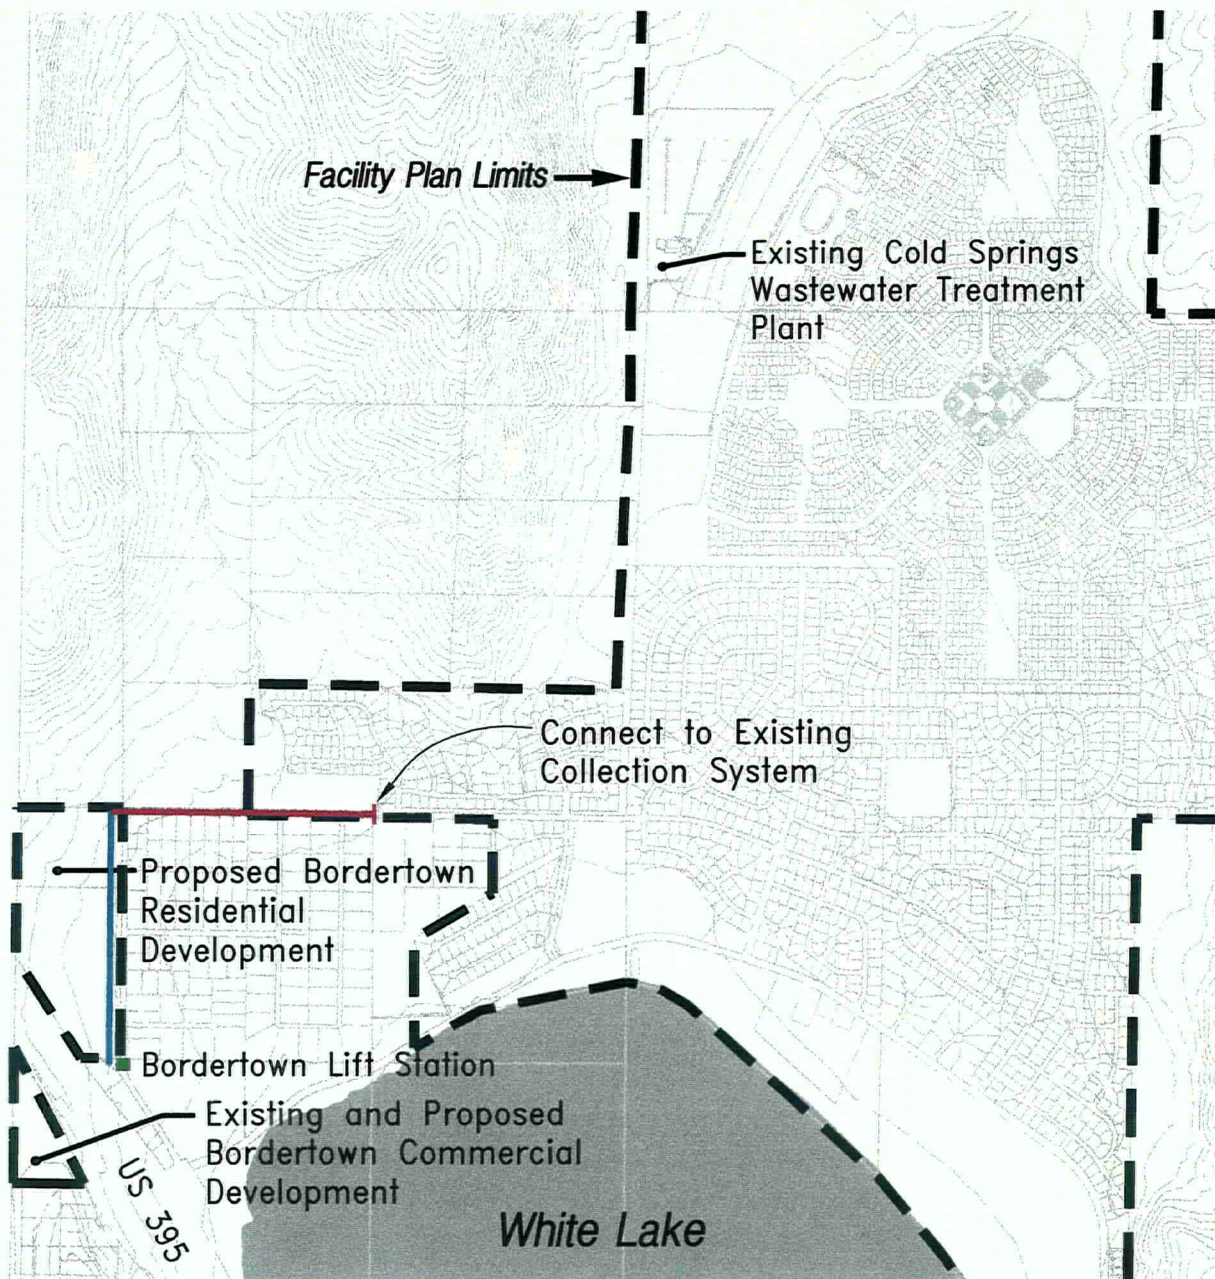 Facility Plan Limits
Existing Cold Springs
Wastewater Treatment
Plant
Connect to Existing
Collection System
Proposed Bordertown
Residential
Development
Bordertown Lift Station
Existing and Proposed
Bordertown Commercial
Development
US 395
White Lake